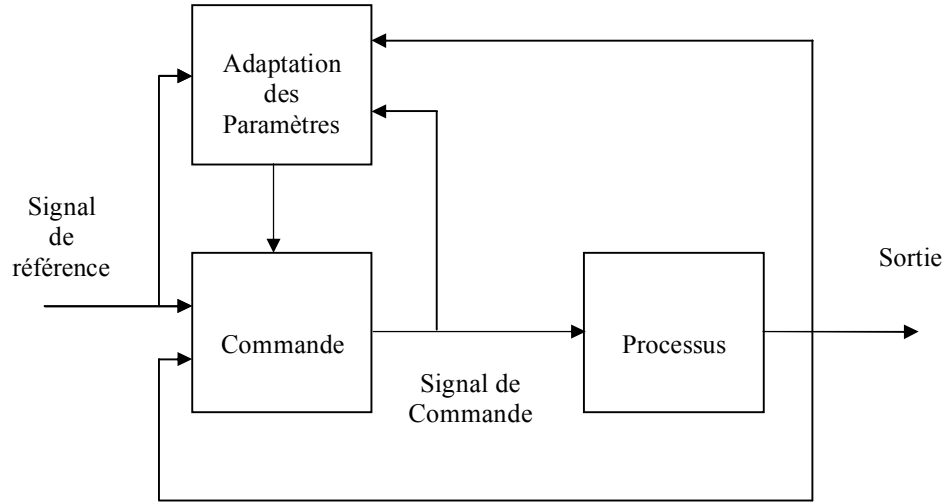 Adaptation
des
Paramètres
Signal
de
référence
Sortie
Commande
Processus
Signal de
Commande